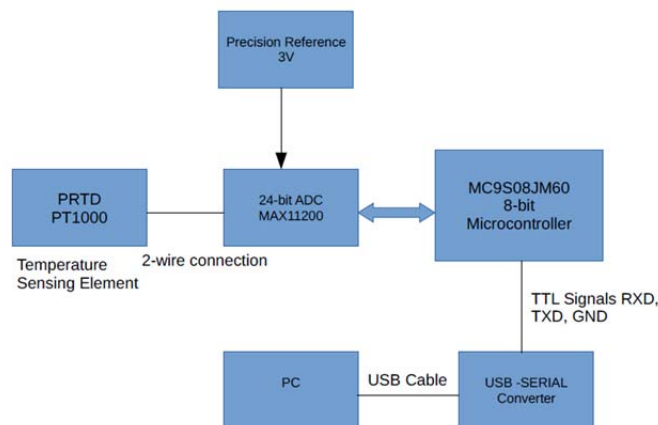 Precision Reference
3V
PRTD
PT1000
24-bit ADC
MAX11200
MC9S08JM60
8-bit
Microcontroller
Temperature
Sensing Element
2-wire connection
TTL Signals RXD,
TXD, GND
PC
USB Cable
USB -SERIAL
Converter